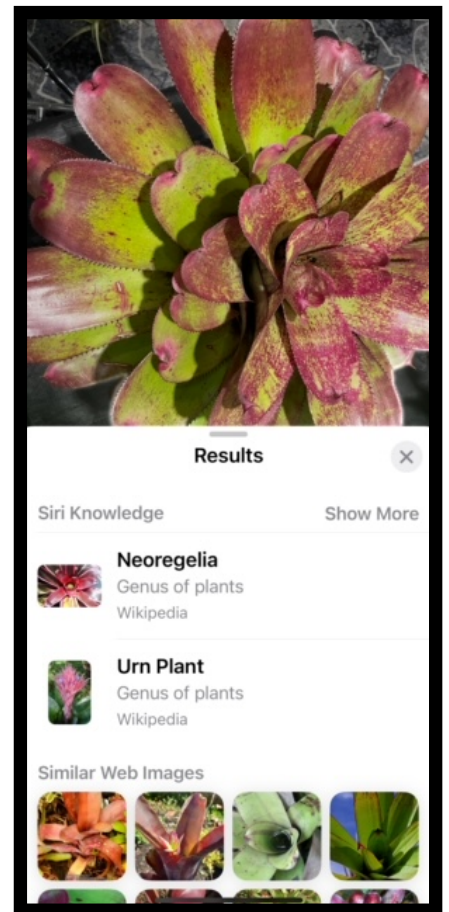 Results
Siri Knowledge
Show More
Neoregelia
Genus of plants
Wikipedia
Urn Plant
Genus of plants
Wikipedia
Similar Web Images